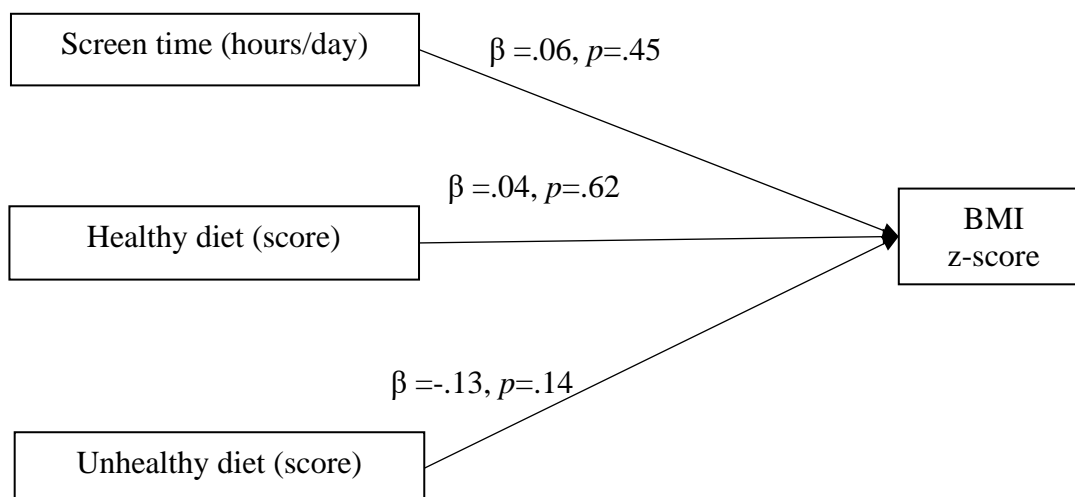 Screen time (hours/day)
β =.06, p=.45
β =.04, p=.62
Healthy diet (score)
BMI
z-score
β =-.13, p=.14
Unhealthy diet (score)